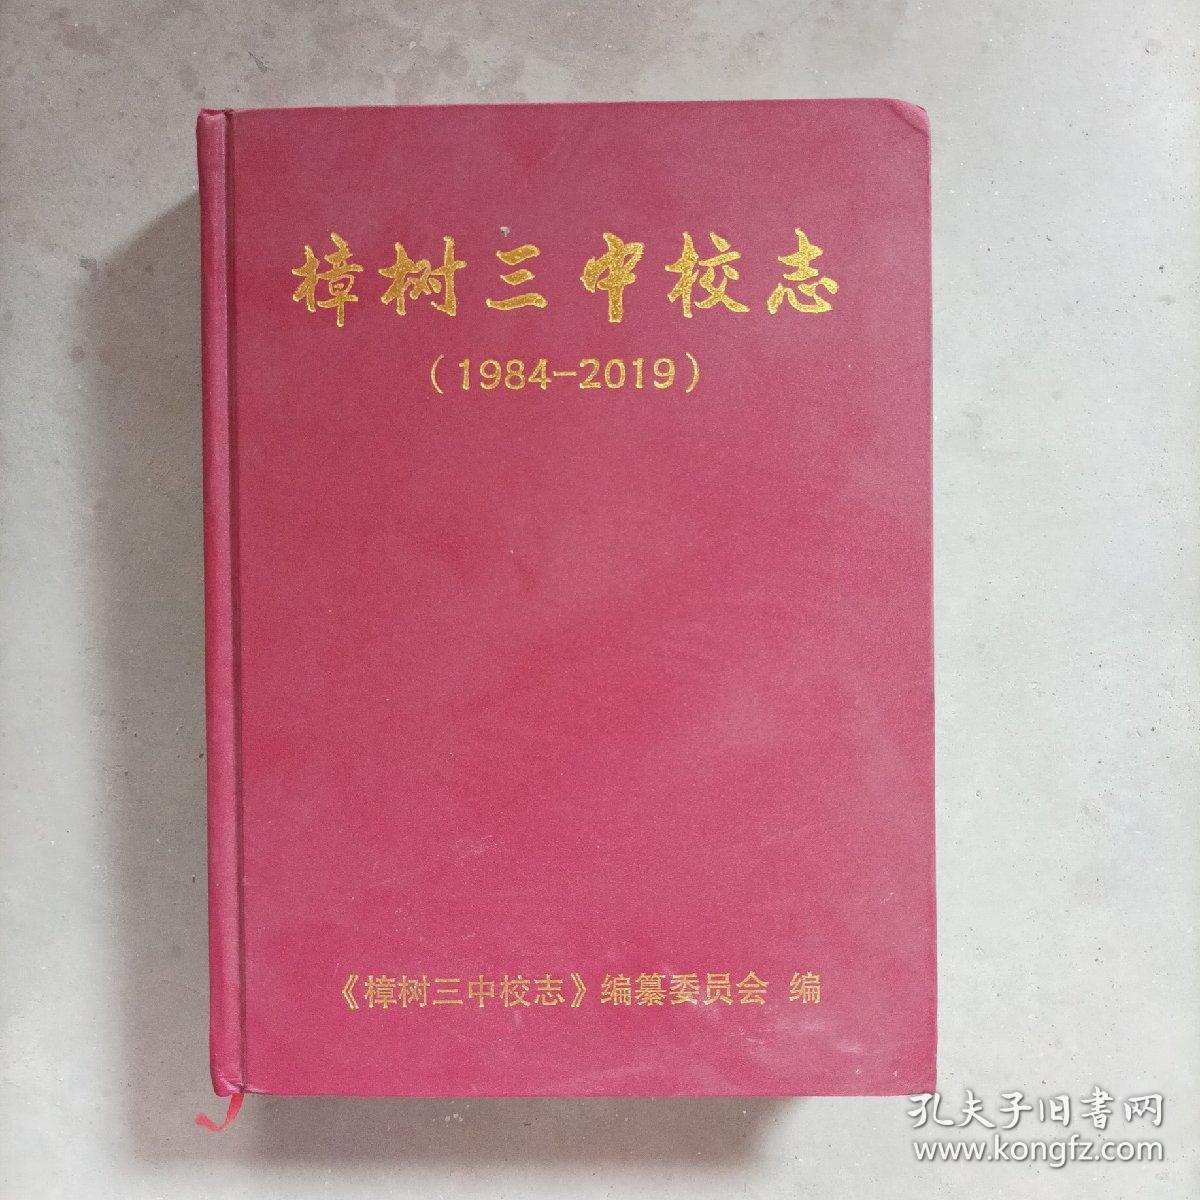 樟树三中校志
（1984-2019）
《樟树三中校志》编纂委员会 编
孔夫子旧書网
www.kongfz.com